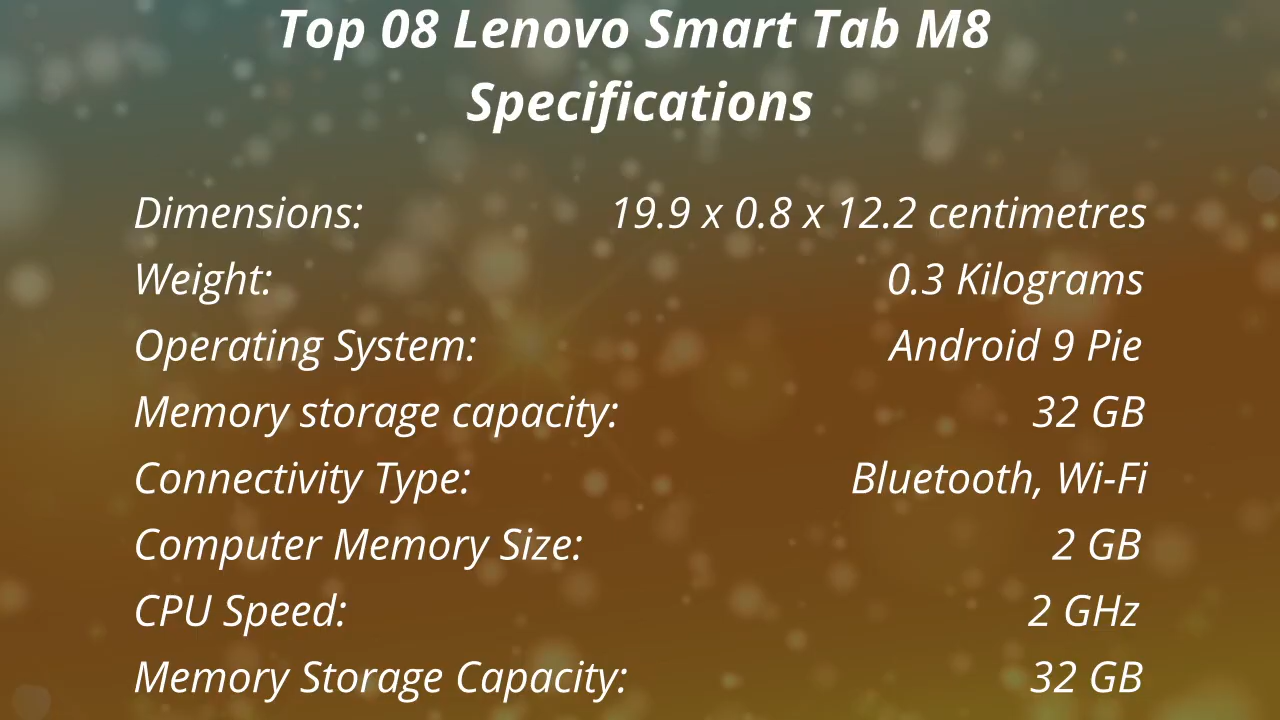 Top 08 Lenovo Smart Tab M8
Specifications
Dimensions: 19.9 x 0.8 x 12.2 centimetres
Weight: 0.3 Kilograms
Operating System: Android 9 Pie
Memory storage capacity: 32 GB
Connectivity Type: Bluetooth, Wi-Fi
Computer Memory Size: 2 GB
CPU Speed: 2 GHz
Memory Storage Capacity: 32 GB